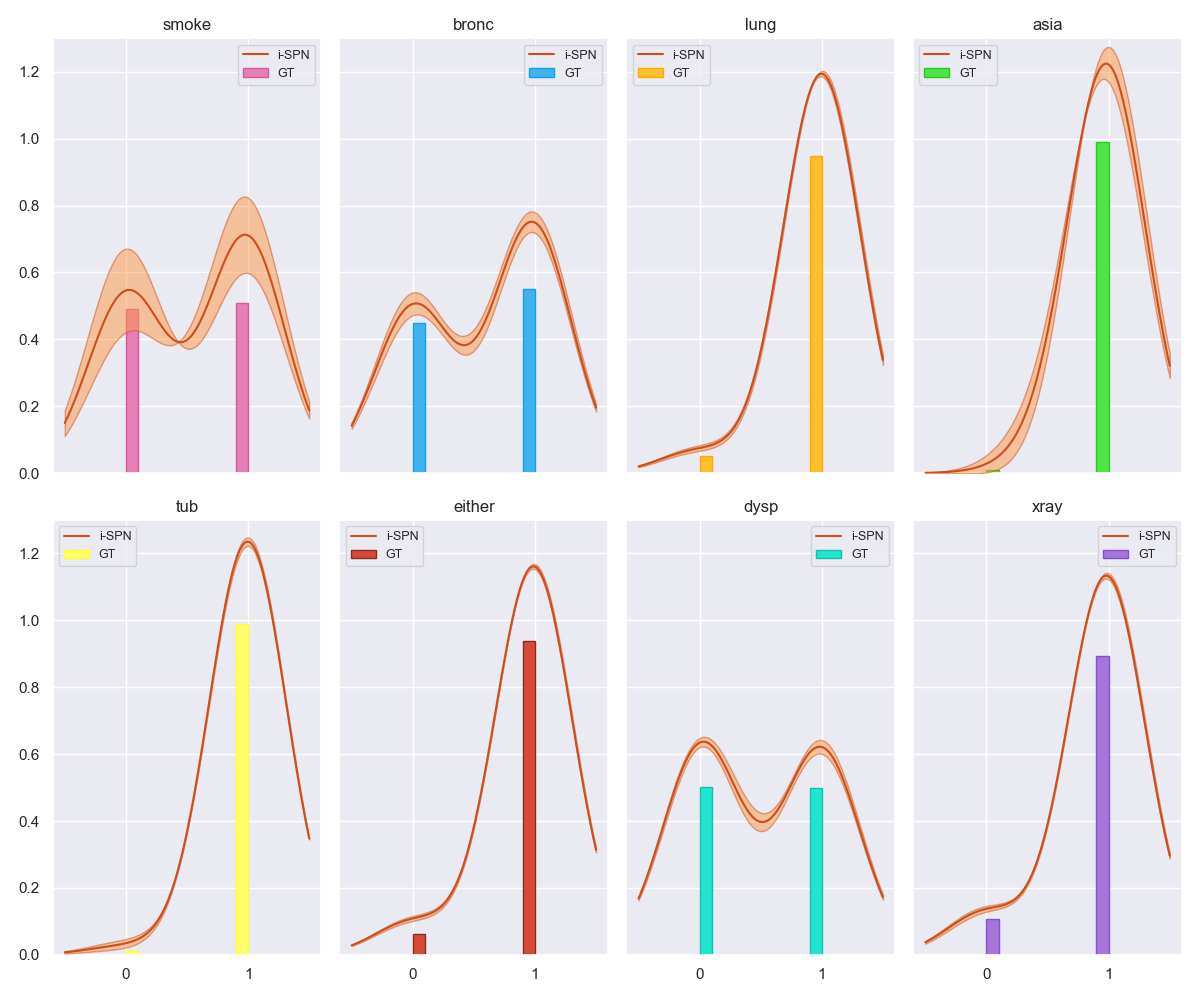 smoke
bronc
lung
asia
i-SPN
GT
i-SPN
GT
i-SPN
GT
i-SPN
GT
1.2
1.0
0.8
0.6
0.4
0.2
0.0
tub
either
dysp
xray
i-SPN
GT
i-SPN
GT
i-SPN
GT
i-SPN
GT
1.2
1.0
0.8
0.6
0.4
0.2
0.0
0 1
0 1
0 1
0 1